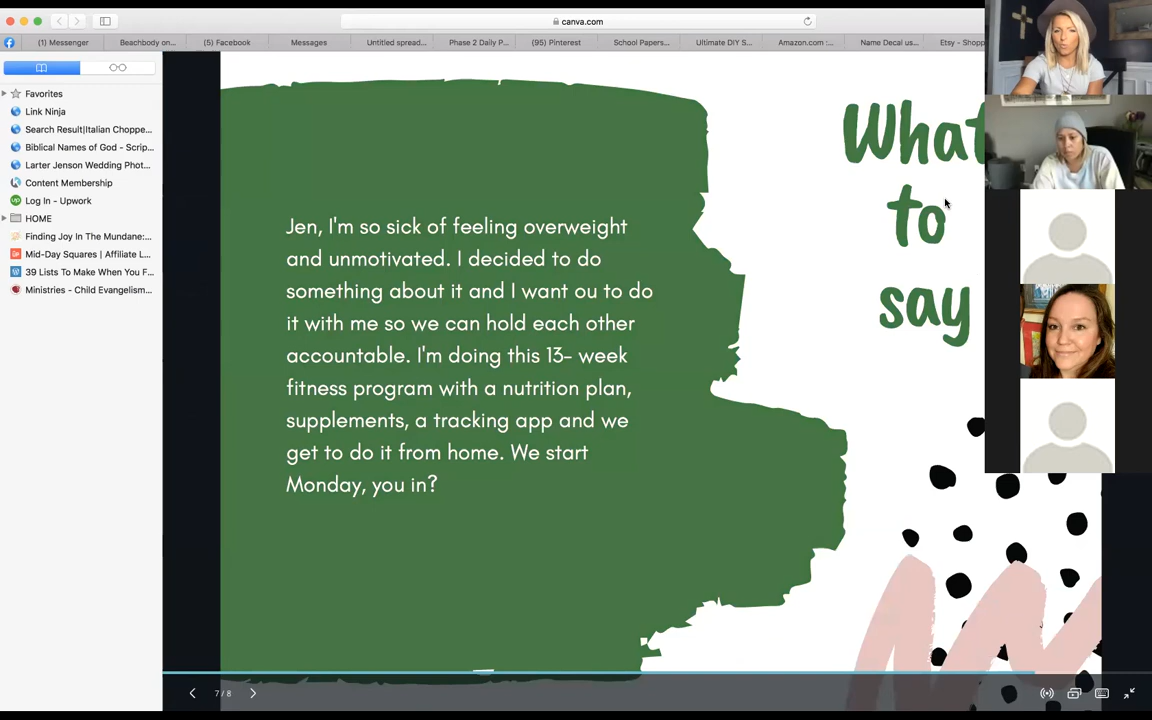 canva.com
(1) Messenger
Beachbody on...
(5) Facebook
Messages
Untitled spread...
Phase 2 Daily P...
(95) Pinterest
School Papers...
Ultimate DIY S...
Amazon.com :...
Name Decal us...
Etsy - Shopp
Favorites
Link Ninja
Search Result|Italian Choppe...
Biblical Names of God - Scrip...
Larter Jenson Wedding Phot...
Content Membership
Log In - Upwork
HOME
Finding Joy In The Mundane:...
Mid-Day Squares | Affiliate L...
39 Lists To Make When You F...
Ministries - Child Evangelism...
Jen, I'm so sick of feeling overweight
and unmotivated. I decided to do
something about it and I want ou to do
it with me so we can hold each other
accountable. I'm doing this 13- week
fitness program with a nutrition plan,
supplements, a tracking app and we
get to do it from home. We start
Monday, you in?
What
to
say
7 / 8